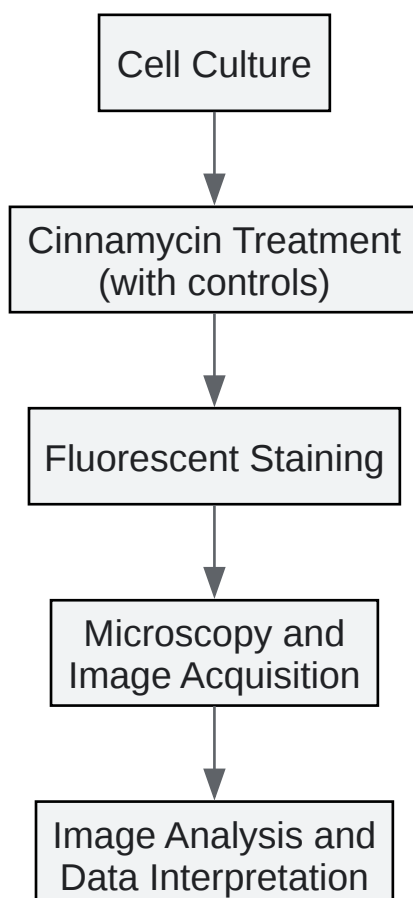 Cell Culture
Cinnamycin Treatment
(with controls)
Fluorescent Staining
Microscopy and
Image Acquisition
Image Analysis and
Data Interpretation